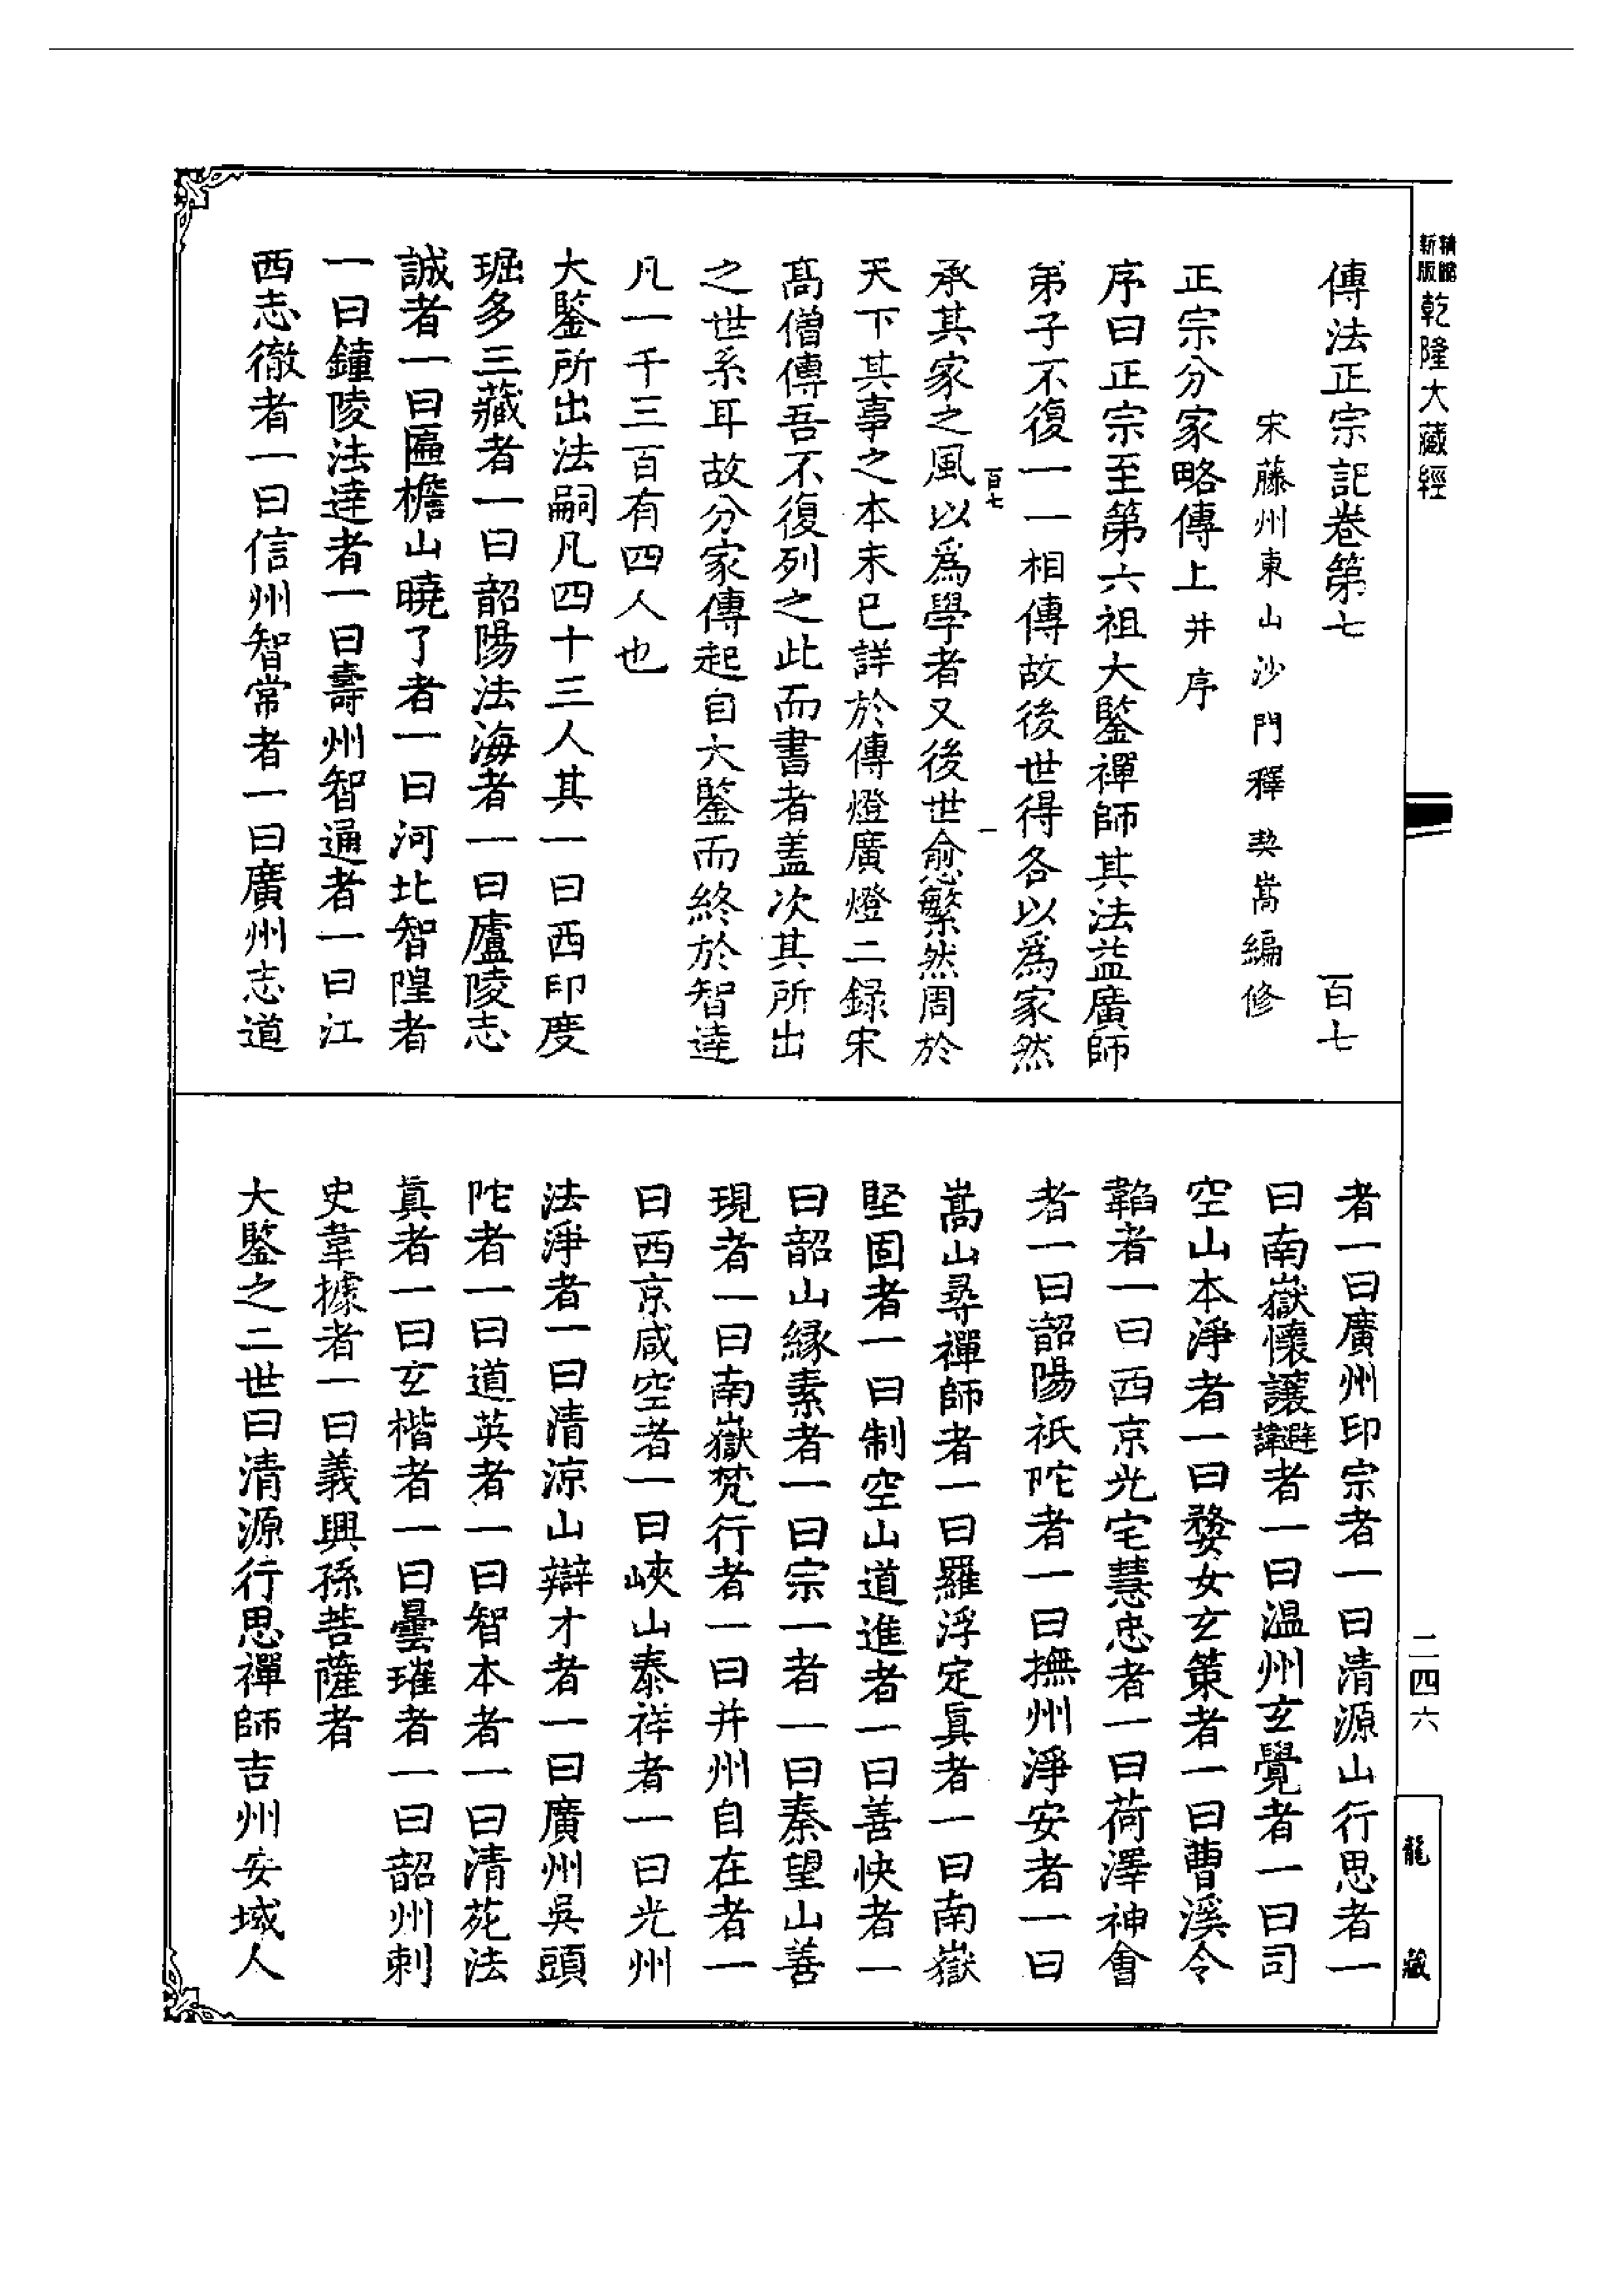 新版精縮乾隆大藏經
傳法正宗記卷第七 百七
宋藤州東山沙門釋契嵩編修
正宗分家略傳上并序
序曰正宗至第六祖大鑒禪師其法益廣師
弟子不復一一相傳故後世得各以為家然
百七 一
承其家之風以為學者又後世愈繁然周於
天下其事之本末已詳於傳燈廣燈二録宋
髙僧傳吾不復列之此而書者蓋次其所出
之世系耳故分家傳起自大鑒而終於智達
凡一千三百有四人也
大鑒所出法嗣凡四十三人其一曰西印度
琚多三藏者一曰韶陽法海者一曰廬陵志
誠者一曰匾檐山曉了者一曰河北智隍者
一曰鐘陵法達者一曰壽州智通者一曰江
西志徹者一曰信州智常者一曰廣州志道
者一曰廣州印宗者一曰清源山行思者一
曰南嶽懷讓避諱者一曰温州玄覺者一曰司
空山本淨者一曰婺女玄策者一曰曹溪令
韜者一曰西京光宅慧忠者一曰荷澤神會
者一曰韶陽祇陀者一曰撫州淨安者一曰
嵩山尋禪師者一曰羅浮定真者一曰南嶽
堅固者一曰制空山道進者一曰善快者一
曰韶山緣素者一曰宗一者一曰秦望山善
現者一曰南嶽梵行者一曰并州自在者一
曰西京咸空者一曰峽山泰祥者一曰光州
法淨者一曰清涼山辯才者一曰廣州吳頭
陀者一曰道英者一曰智本者一曰清苑法
真者一曰玄楷者一曰曇璀者一曰韶州刺
史韋據者一曰義興孫菩薩者
大鑒之二世曰清源行思禪師吉州安城人
二四六
龍藏